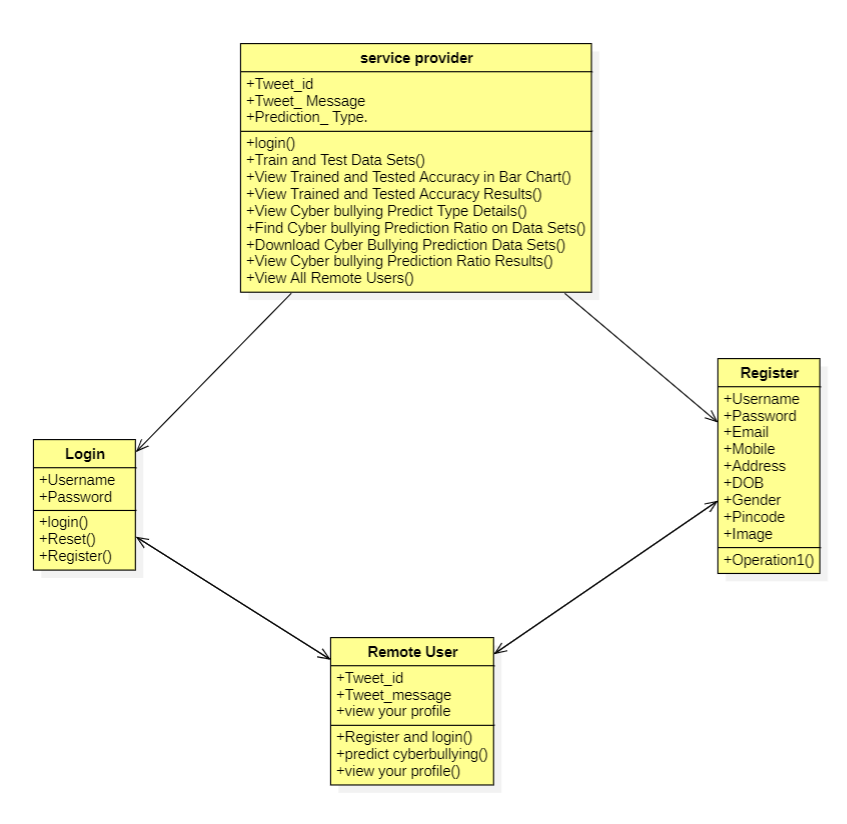 service provider
+Tweet_id
+Tweet_ Message
+Prediction_ Type.
+login()
+Train and Test Data Sets()
+View Trained and Tested Accuracy in Bar Chart()
+View Trained and Tested Accuracy Results()
+View Cyber bullying Predict Type Details()
+Find Cyber bullying Prediction Ratio on Data Sets()
+Download Cyber Bullying Prediction Data Sets()
+View Cyber bullying Prediction Ratio Results()
+View All Remote Users()
Register
+Username
+Password
+Email
+Mobile
+Address
+DOB
+Gender
+Pincode
+Image
+Operation1()
Login
+Username
+Password
+login()
+Reset()
+Register()
Remote User
+Tweet_id
+Tweet_message
+view your profile
+Register and login()
+predict cyberbullying()
+view your profile()